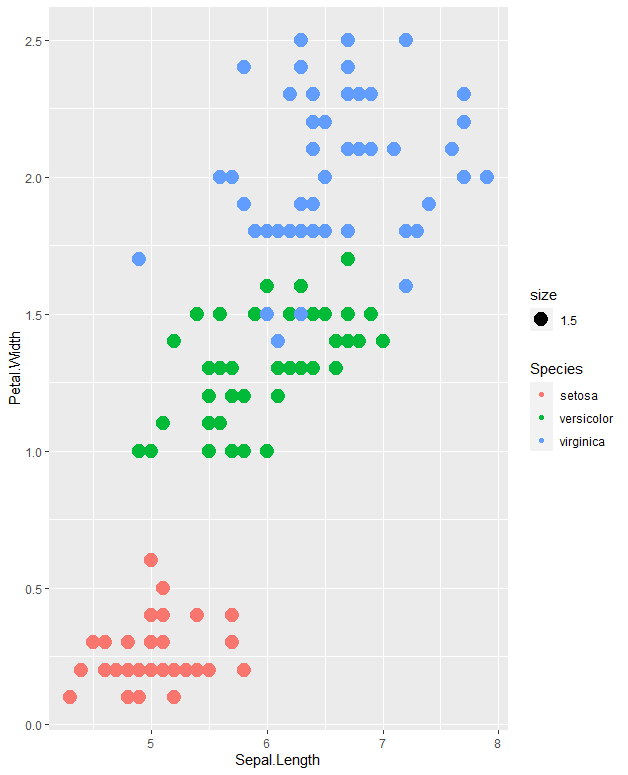 2.5
2.0
1.5
1.0
0.5
0.0
Petal.Width
5 6 7 8
Sepal.Length
size
1.5
Species
setosa
versicolor
virginica